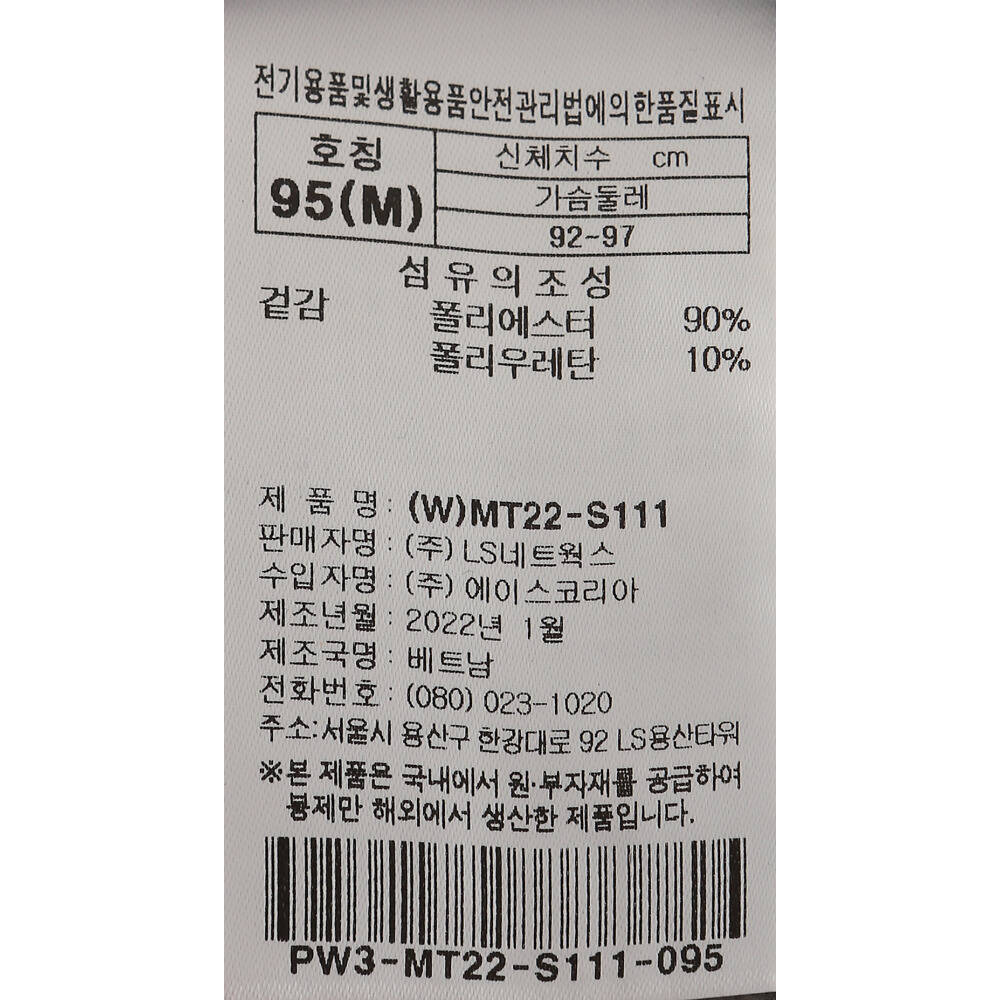 전기용품및생활용품안전관리법에의한품질표시
호칭
95(M)
신체치수 cm
가슴둘레
92~97
섬유의조성
겉감 폴리에스터 90%
폴리우레탄 10%
제 품 명 : (W)MT22-S111
판매자명 : (주) LS네트웍스
수입자명 : (주) 에이스코리아
제조년월 : 2022년 1월
제조국명 : 베트남
전화번호 : (080) 023-1020
주소:서울시 용산구 한강대로 92 LS용산타워
※본 제품은 국내에서 원·부자재를 공급하여
봉제만 해외에서 생산한 제품입니다.
PW3-MT22-S111-095